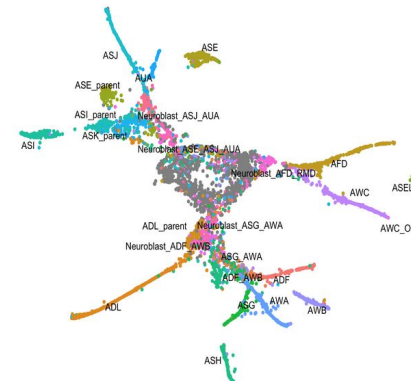 ASJ
ASE
AUA
ASE_parent
ASI_parent
Neuroblast_ASJ_AUA
ASK_parent
ASI
Neuroblast_ASE_ASJ_AUA
AFD
Neuroblast_AFD_RMD
ASEL
AWC
ADL_parent
Neuroblast_ASG_AWA
AWC_O
Neuroblast_ADF_AWB
ASG_AWA
ADF_AWB
ADF
ADL
ASG
AWA
AWB
ASH